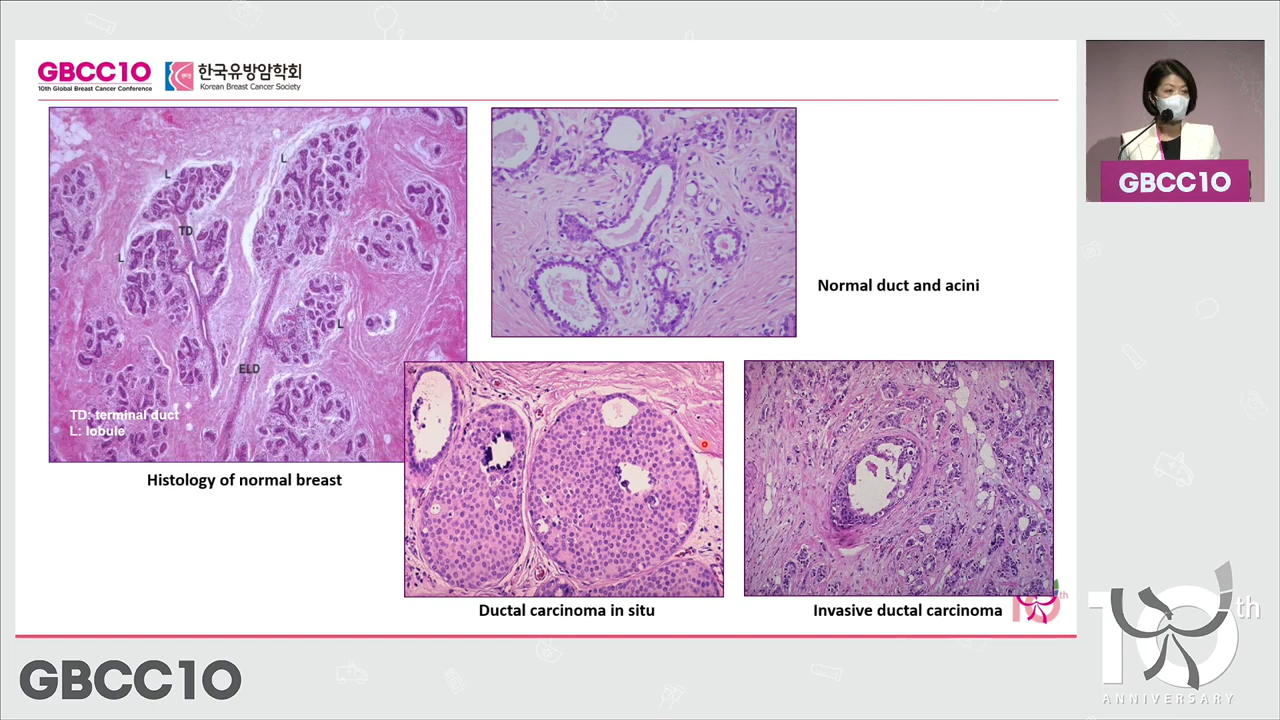 GBCC10
10th Global Breast Cancer Conference
한국유방암학회
Korean Breast Cancer Society
L
L
TD
L
L
ELD
TD: terminal duct
L: lobule
Histology of normal breast
Normal duct and acini
Ductal carcinoma in situ
Invasive ductal carcinoma
10th
GBCC10
GBCC10
10th
ANNIVERSARY